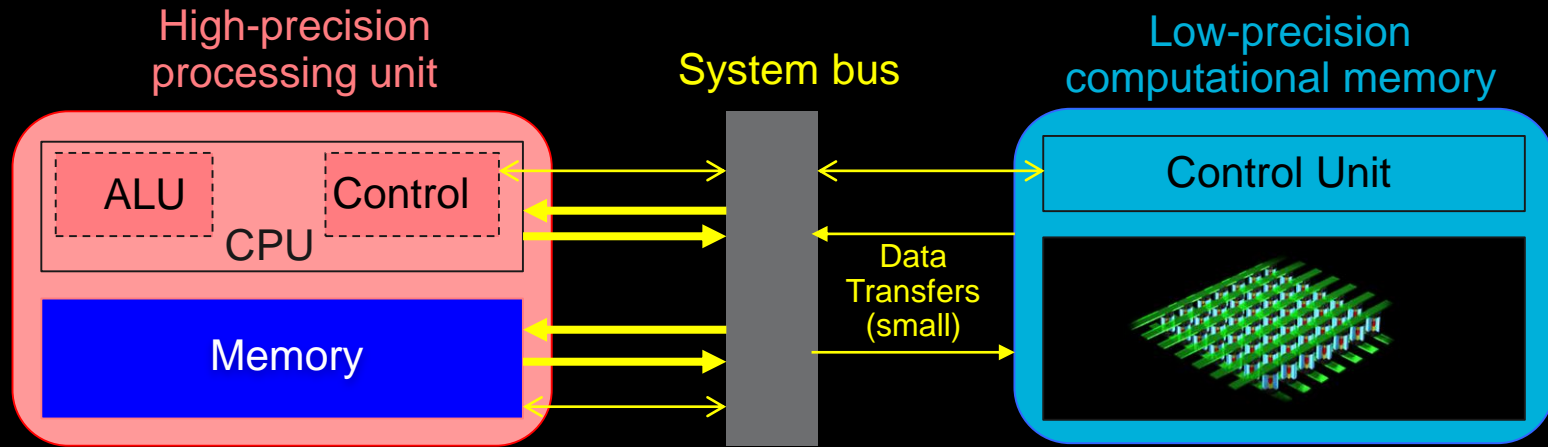 High-precision
processing unit
System bus
Low-precision
computational memory
ALU
Control
CPU
Memory
Data
Transfers
(small)
Control Unit